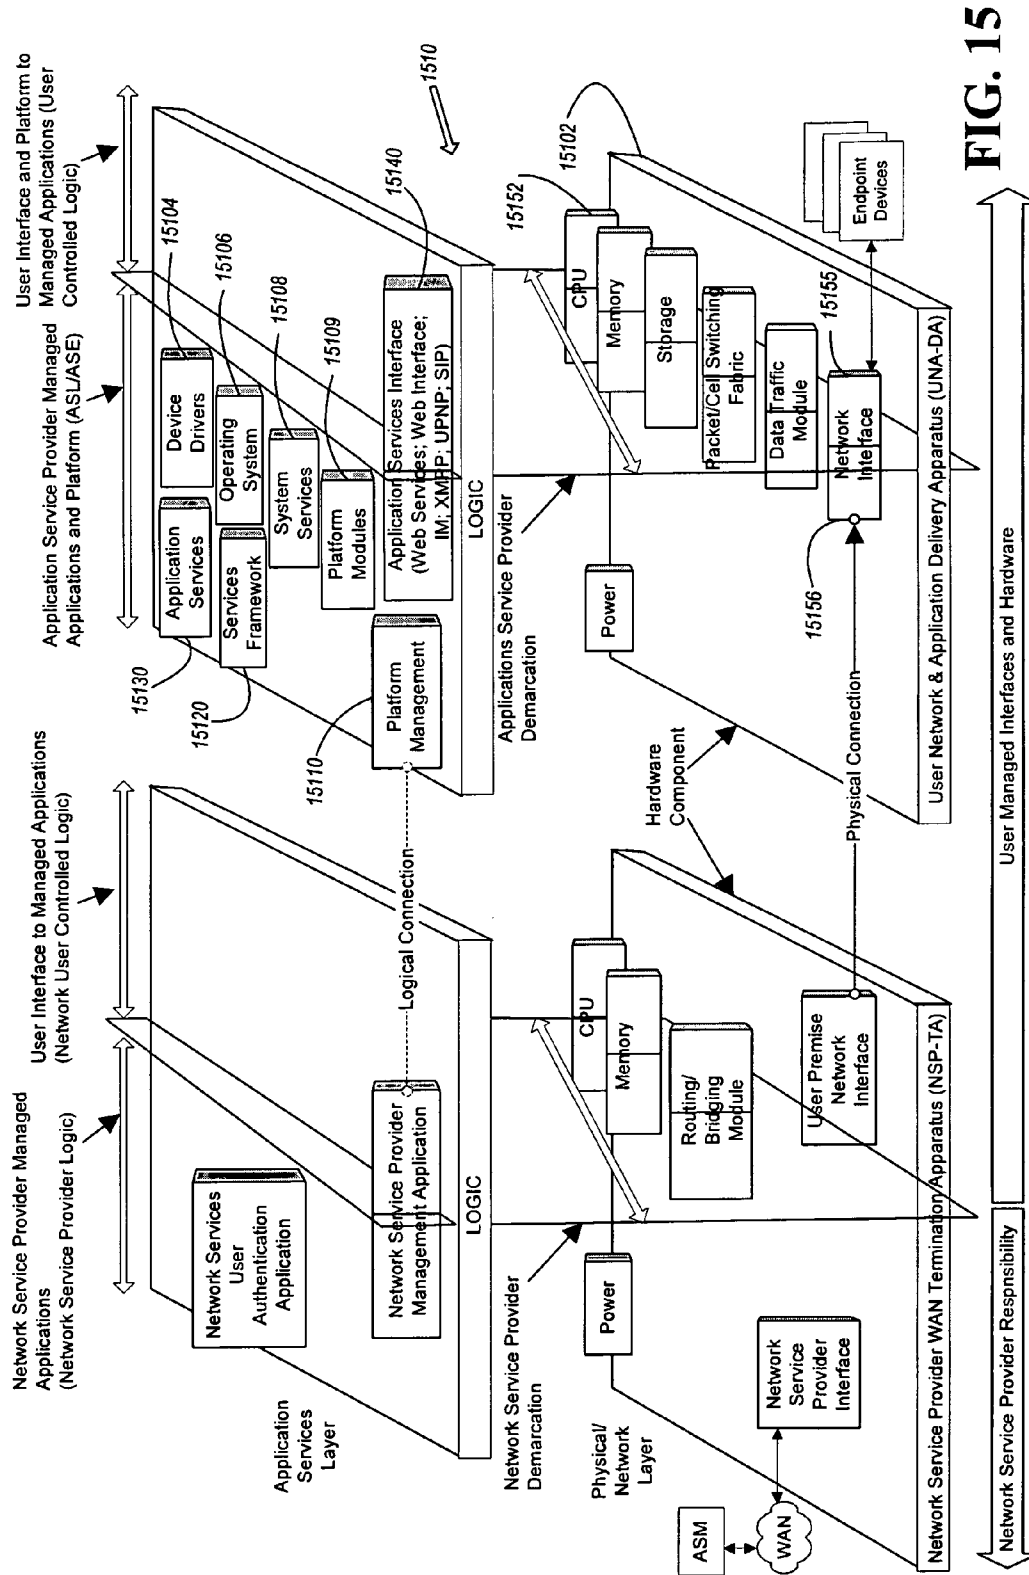 Network Service Provider Managed
Applications
(Network Service Provider Logic)
User Interface to Managed Applications
(Network User Controlled Logic)
Application Service Provider Managed
Applications and Platform (ASL/ASE)
User Interface and Platform to
Managed Applications (User
Controlled Logic)
Application
Services
Layer
Network Services
User
Authentication
Application
Network Service Provider
Management Application
LOGIC
Logical Connection
15130
15120
15110
Application
Services
Services
Framework
Platform
Management
Device
Drivers
Operating
System
System
Services
Platform
Modules
Application Services Interface
(Web Services; Web Interface;
IM; XMPP; UPNP; SIP)
LOGIC
15104
15106
15108
15109
15140
1510
Network Service Provider
Demarcation
Applications Service Provider
Demarcation
Physical/
Network
Layer
ASM
WAN
Network
Service
Provider
Interface
Power
CPU
Memory
Routing/
Bridging
Module
User Premise
Network
Interface
Hardware
Component
Physical Connection
Power
15156
CPU
Memory
Storage
Packet/Cell Switching
Fabric
Data Traffic
Module
Network
Interface
15152
15102
15155
Endpoint
Devices
Network Service Provider WAN Termination Apparatus (NSP-TA)
User Network & Application Delivery Apparatus (UNA-DA)
Network Service Provider Respnsibility
User Managed Interfaces and Hardware
FIG. 15